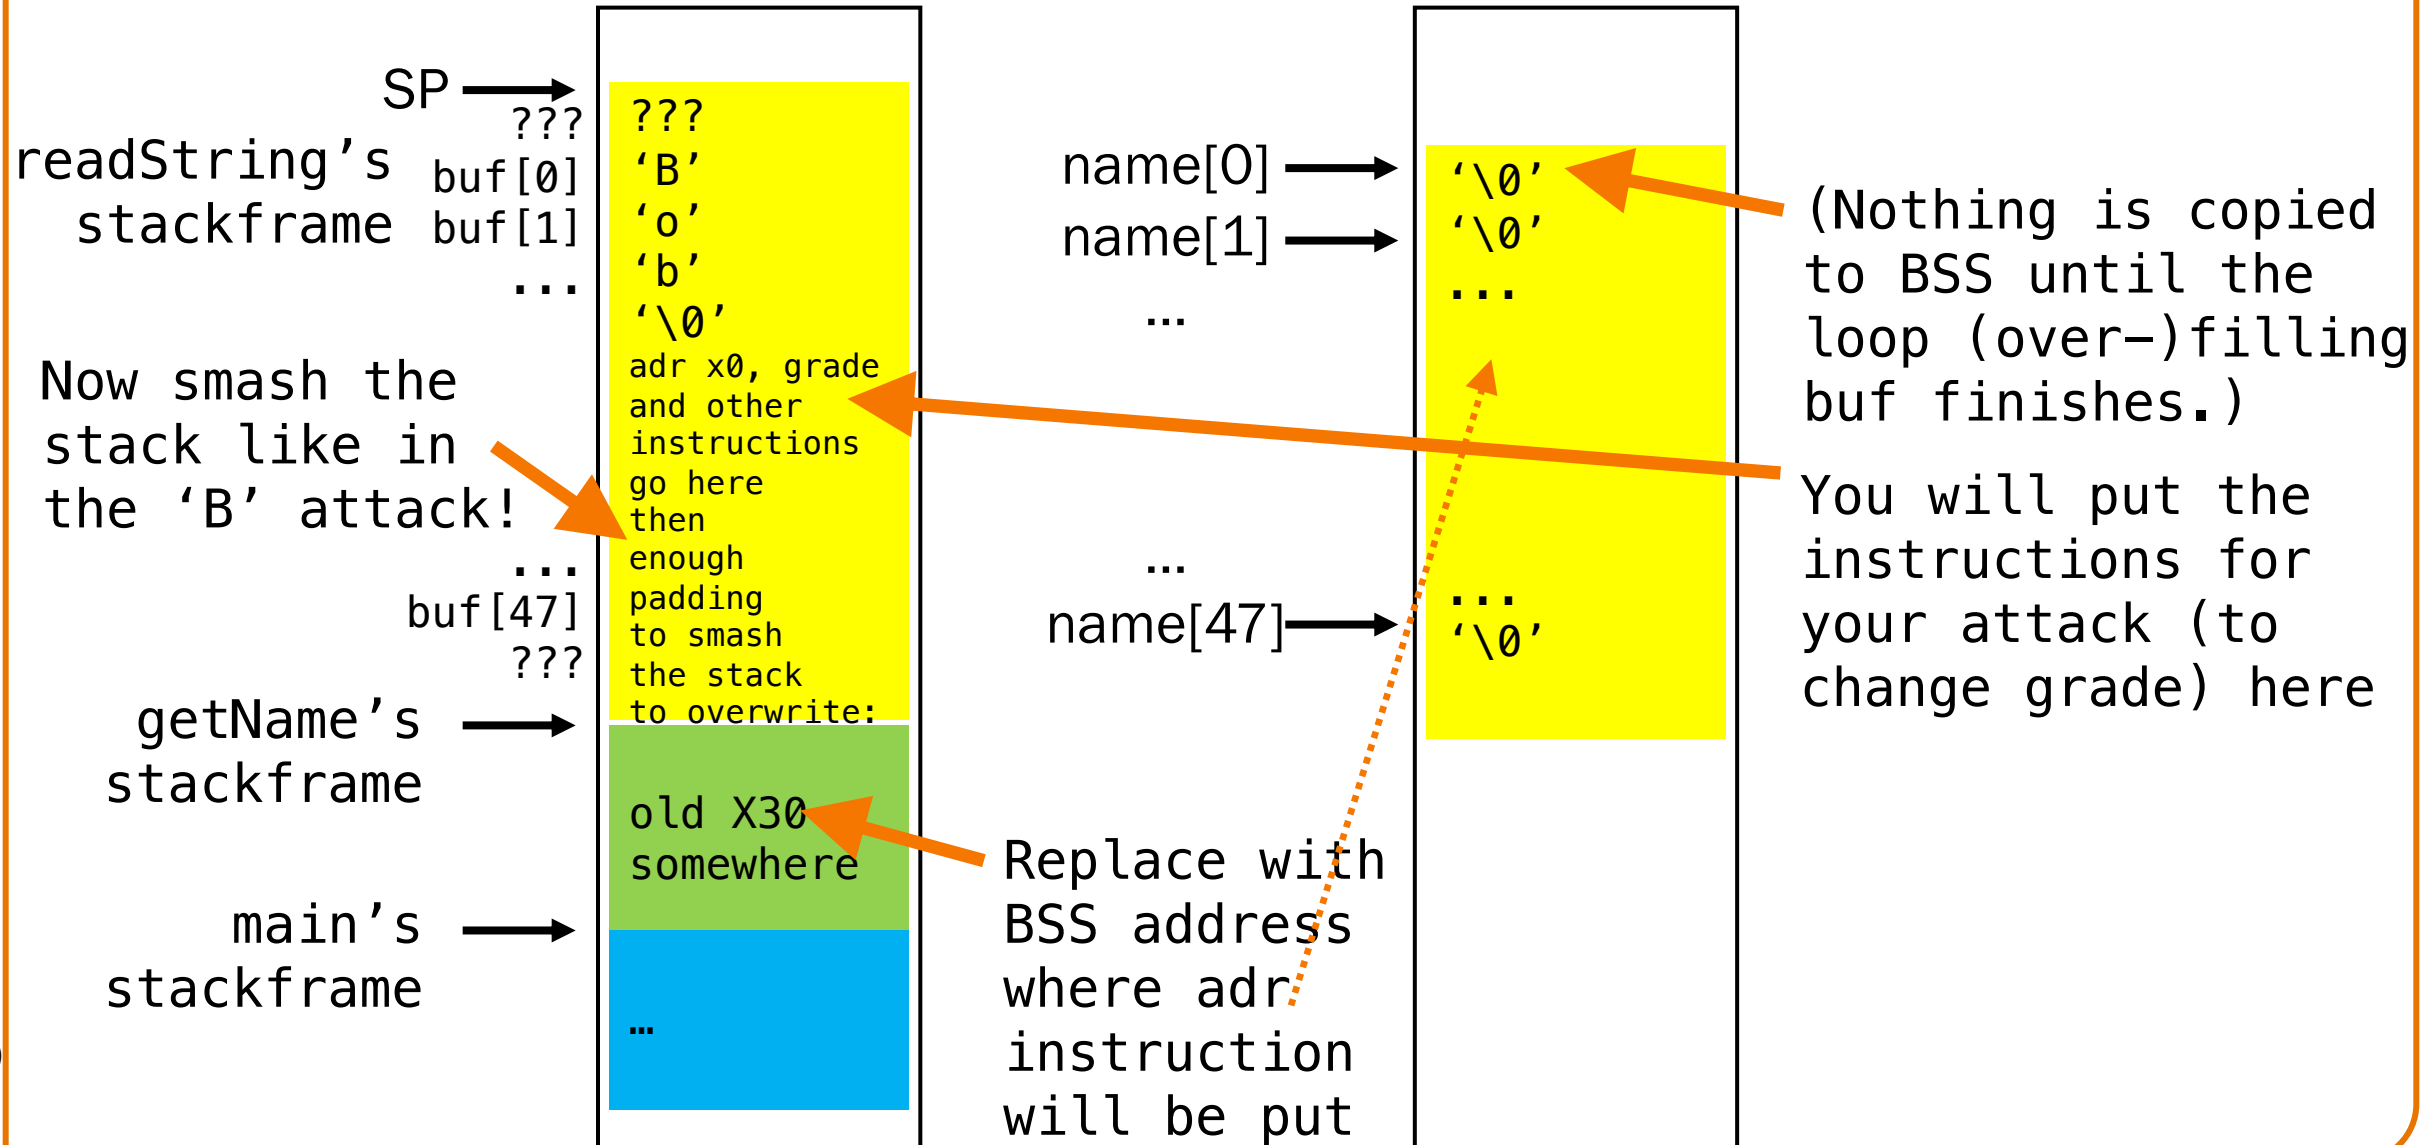 SP
???
readString’s
stackframe
buf[0]
buf[1]
...
Now smash the
stack like in
the ‘B’ attack!
...
buf[47]
???
getName’s
stackframe
main’s
stackframe
???
‘B’
‘o’
‘b’
‘\0’
adr x0, grade
and other
instructions
go here
then
enough
padding
to smash
the stack
to overwrite:
old X30
somewhere
…
name[0]
name[1]
…
…
name[47]
‘\0’
‘\0’
...
...
‘\0’
Replace with
BSS address
where adr
instruction
will be put
(Nothing is copied
to BSS until the
loop (over–)filling
buf finishes.)
You will put the
instructions for
your attack (to
change grade) here